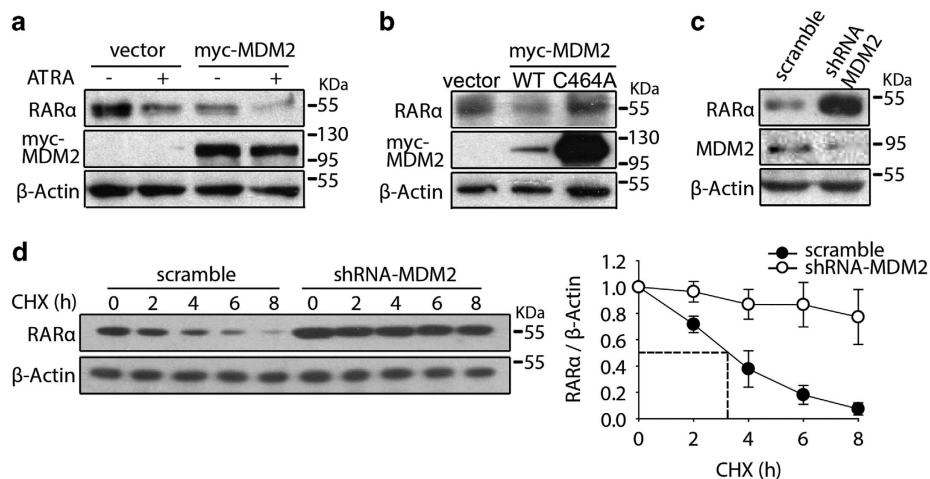 a
vector myc-MDM2
ATRA - + - + KDa
RARα 55
myc-MDM2 130
95
β-Actin 55
b
myc-MDM2
vector WT C464A KDa
RARα 55
myc-MDM2 130
95
β-Actin 55
c
scramble shRNA MDM2 KDa
RARα 55
MDM2 95
β-Actin 55
d
scramble shRNA-MDM2
CHX (h) 0 2 4 6 8 0 2 4 6 8 KDa
RARα 55
β-Actin 55
scramble
shRNA-MDM2
1.2
1.0
0.8
0.6
0.4
0.2
0.0
RARα / β-Actin
0 2 4 6 8
CHX (h)